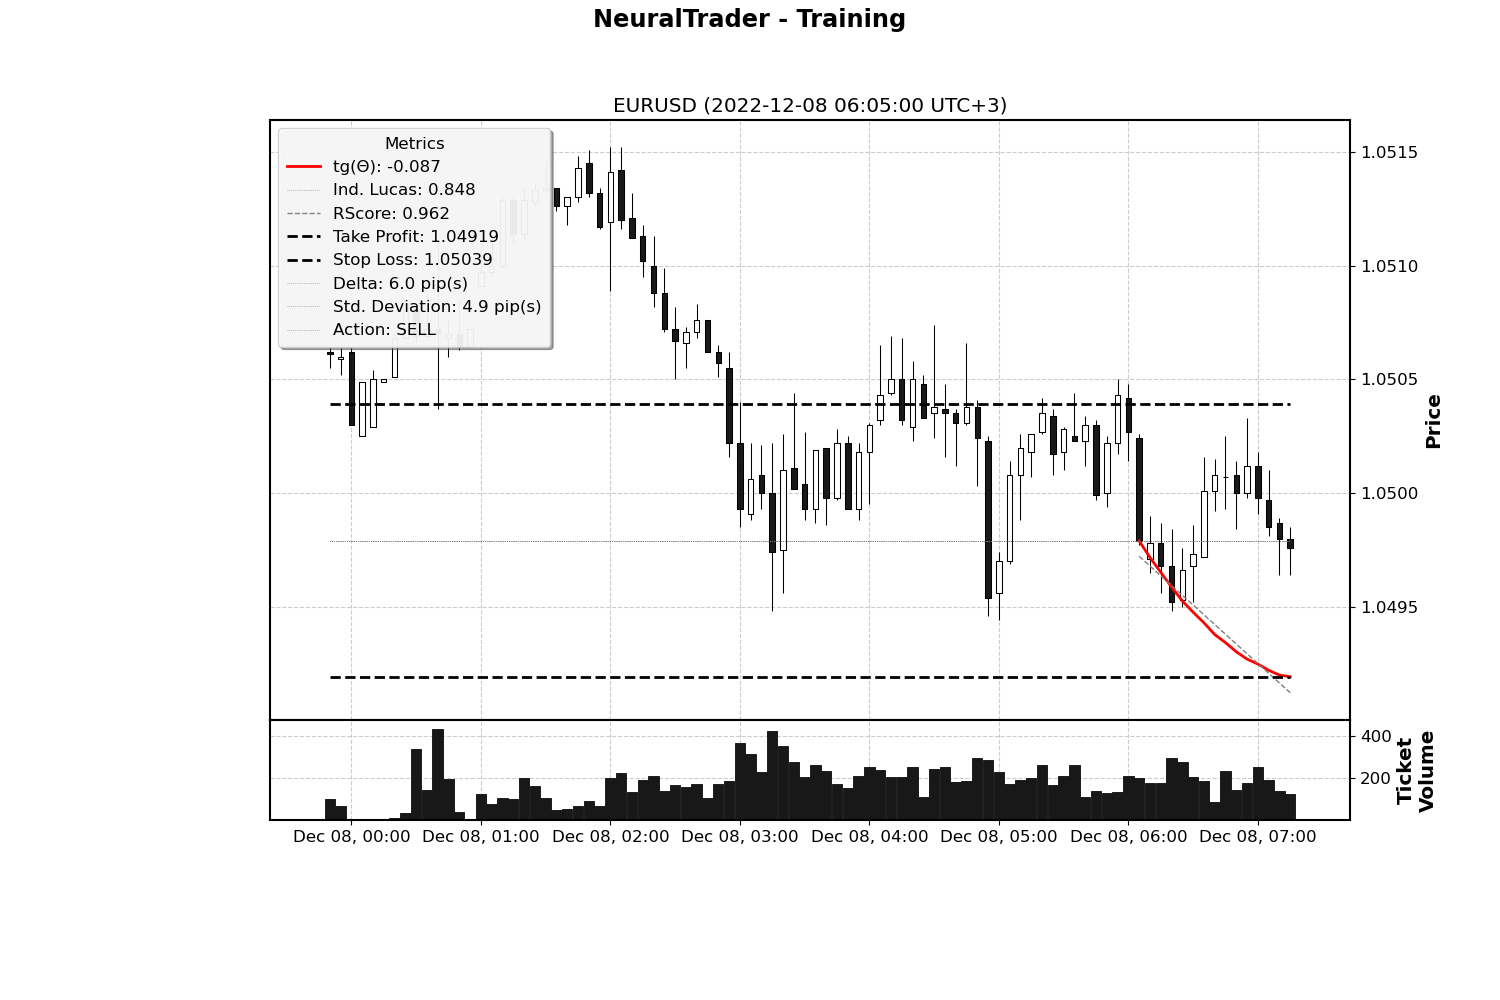 NeuralTrader - Training
EURUSD (2022-12-08 06:05:00 UTC+3)
Metrics
tg(Θ): -0.087
Ind. Lucas: 0.848
RScore: 0.962
Take Profit: 1.04919
Stop Loss: 1.05039
Delta: 6.0 pip(s)
Std. Deviation: 4.9 pip(s)
Action: SELL
1.0515
1.0510
1.0505
1.0500
1.0495
Price
400
200
Ticket
Volume
Dec 08, 00:00 Dec 08, 01:00 Dec 08, 02:00 Dec 08, 03:00 Dec 08, 04:00 Dec 08, 05:00 Dec 08, 06:00 Dec 08, 07:00